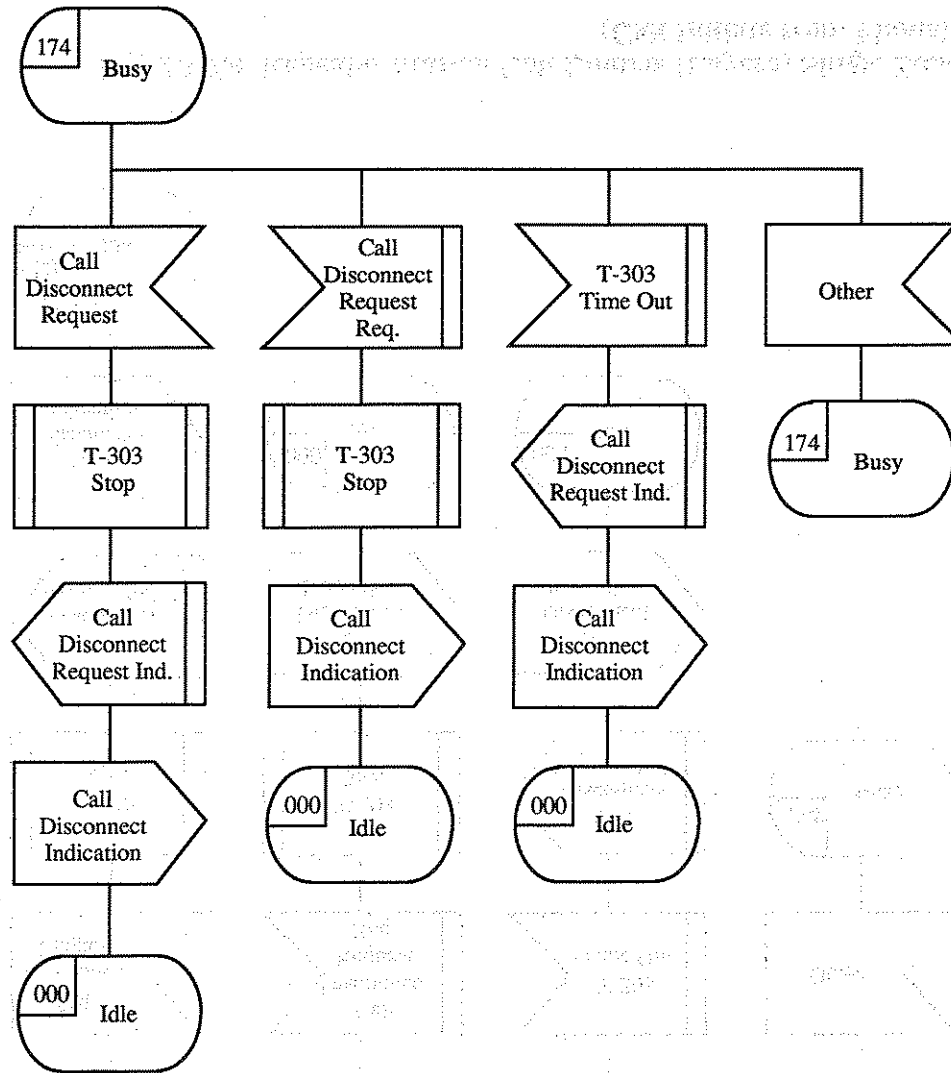 174
Busy
Call
Disconnect
Request
Call
Disconnect
Request
Req.
T-303
Time Out
Other
T-303
Stop
T-303
Stop
Call
Disconnect
Request Ind.
174
Busy
Call
Disconnect
Request Ind.
Call
Disconnect
Indication
Call
Disconnect
Indication
Call
Disconnect
Indication
000
Idle
000
Idle
000
Idle